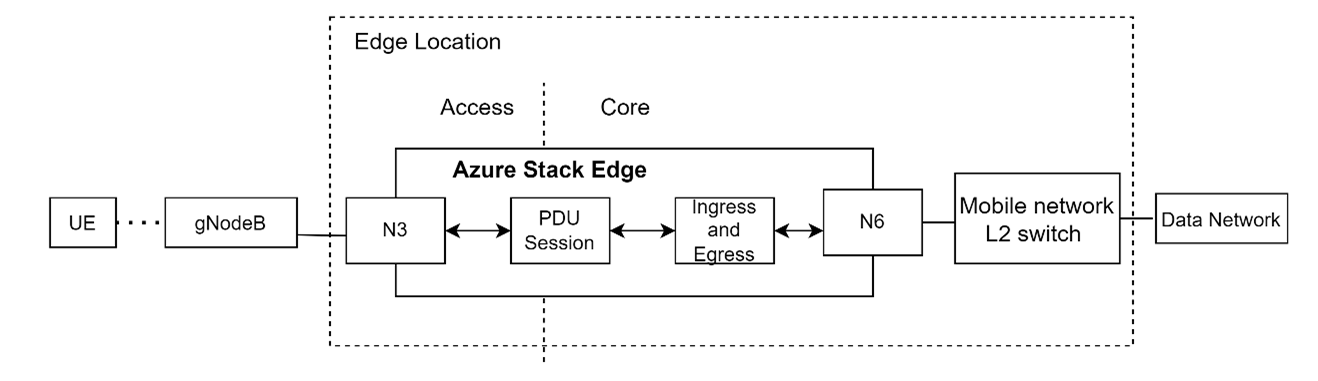 Edge Location
Access
Core
Azure Stack Edge
UE
gNodeB
N3
PDU
Session
Ingress
and
Egress
N6
Mobile network
L2 switch
Data Network